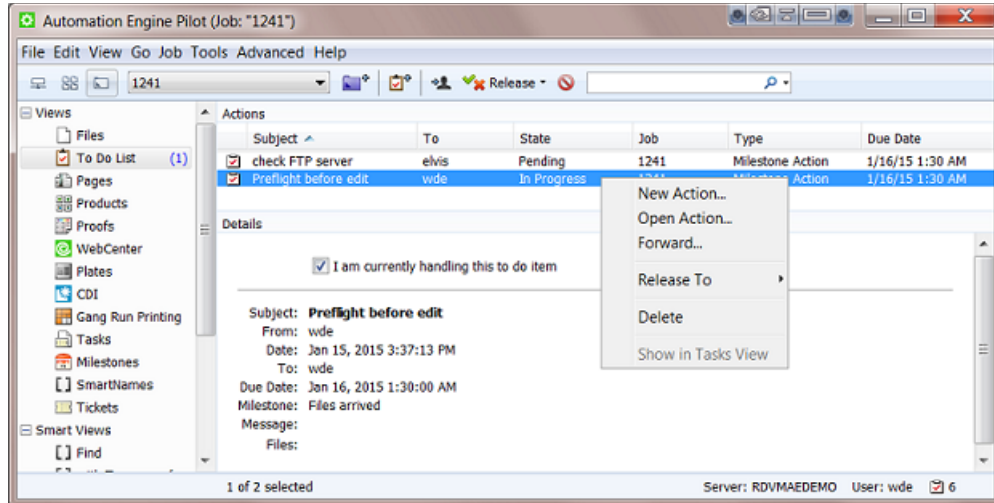 Automation Engine Pilot (Job: "1241")
File Edit View Go Job Tools Advanced Help
1241 Release
Views
Files
To Do List (1)
Pages
Products
Proofs
WebCenter
Plates
CDI
Gang Run Printing
Tasks
Milestones
SmartNames
Tickets
Smart Views
Find
Actions
Subject To State Job Type Due Date
check FTP server elvis Pending 1241 Milestone Action 1/16/15 1:30 AM
Preflight before edit wde In Progress 1241 Milestone Action 1/16/15 1:30 AM
New Action...
Open Action...
Forward...
Release To
Delete
Show in Tasks View
Details
I am currently handling this to do item
Subject: Preflight before edit
From: wde
Date: Jan 15, 2015 3:37:13 PM
To: wde
Due Date: Jan 16, 2015 1:30:00 AM
Milestone: Files arrived
Message:
Files:
1 of 2 selected Server: RDVMAEDEMO User: wde 6